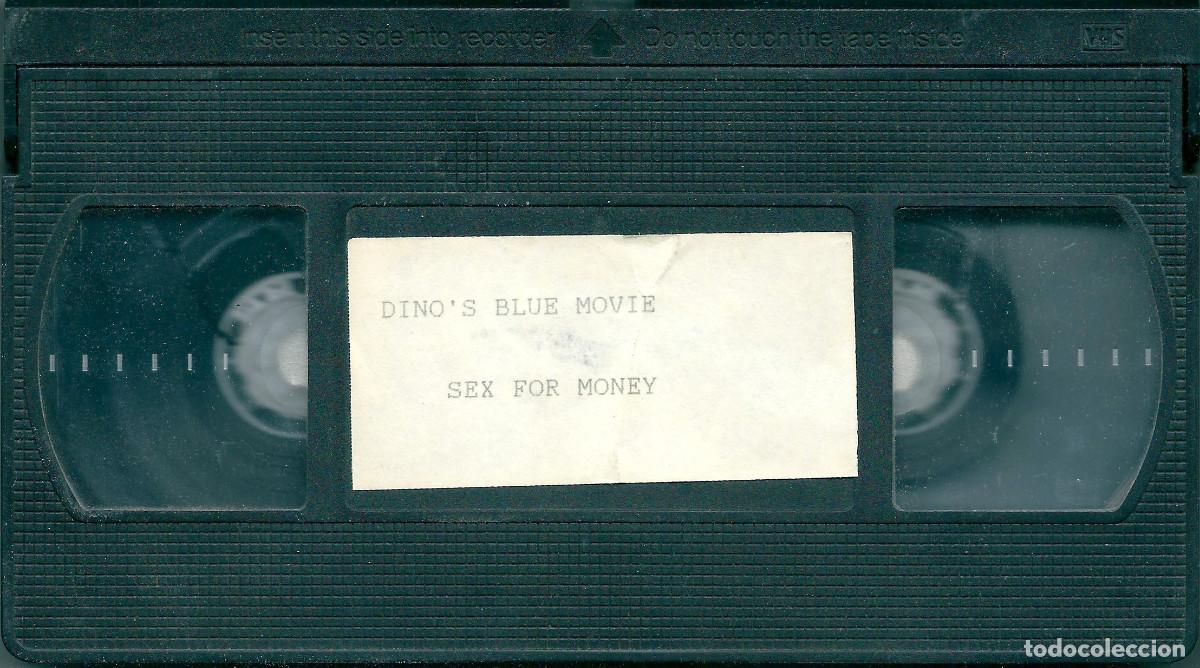 Insert this side into recorder Do not touch the tape inside VHS
DINO'S BLUE MOVIE
SEX FOR MONEY
todocoleccion